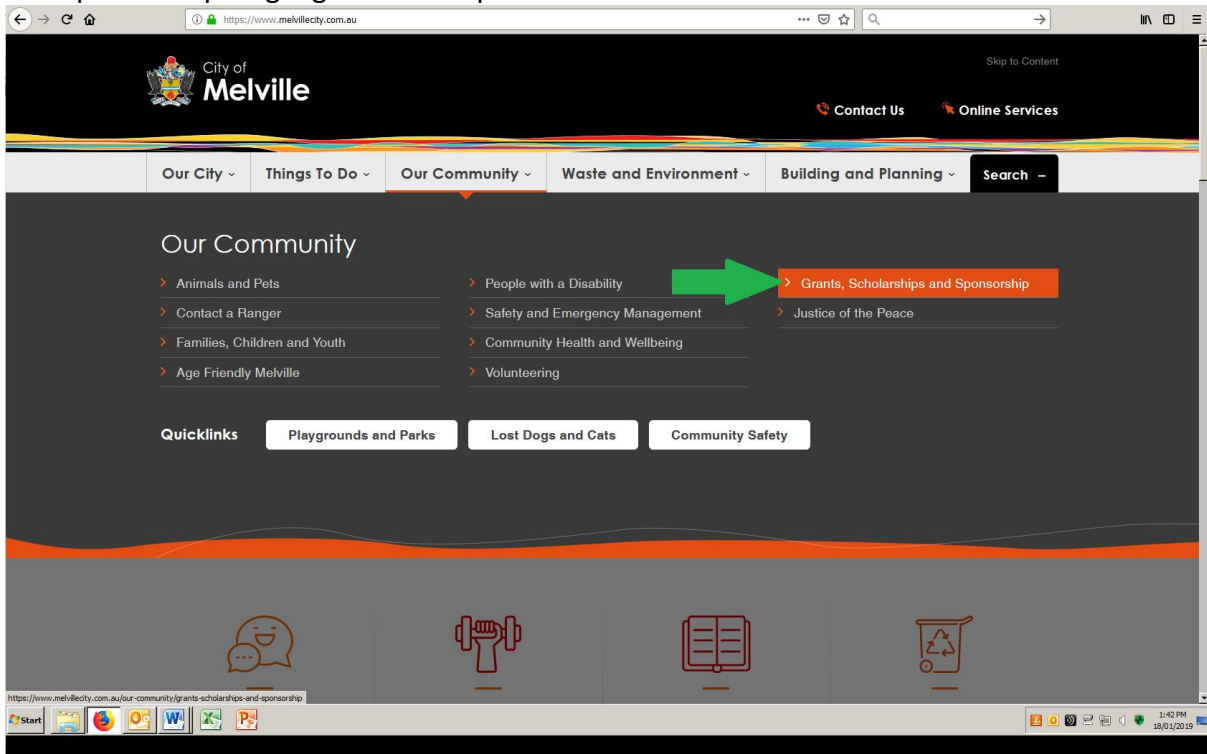 https://www.melvillecity.com.au
Skip to Content
City of
Melville
Contact Us
Online Services
Our City
Things To Do
Our Community
Waste and Environment
Building and Planning
Search –
Our Community
Animals and Pets
People with a Disability
Grants, Scholarships and Sponsorship
Contact a Ranger
Safety and Emergency Management
Justice of the Peace
Families, Children and Youth
Community Health and Wellbeing
Age Friendly Melville
Volunteering
Quicklinks
Playgrounds and Parks
Lost Dogs and Cats
Community Safety
https://www.melvillecity.com.au/our-community/grants-scholarships-and-sponsorship
Start
1:42 PM
18/01/2019